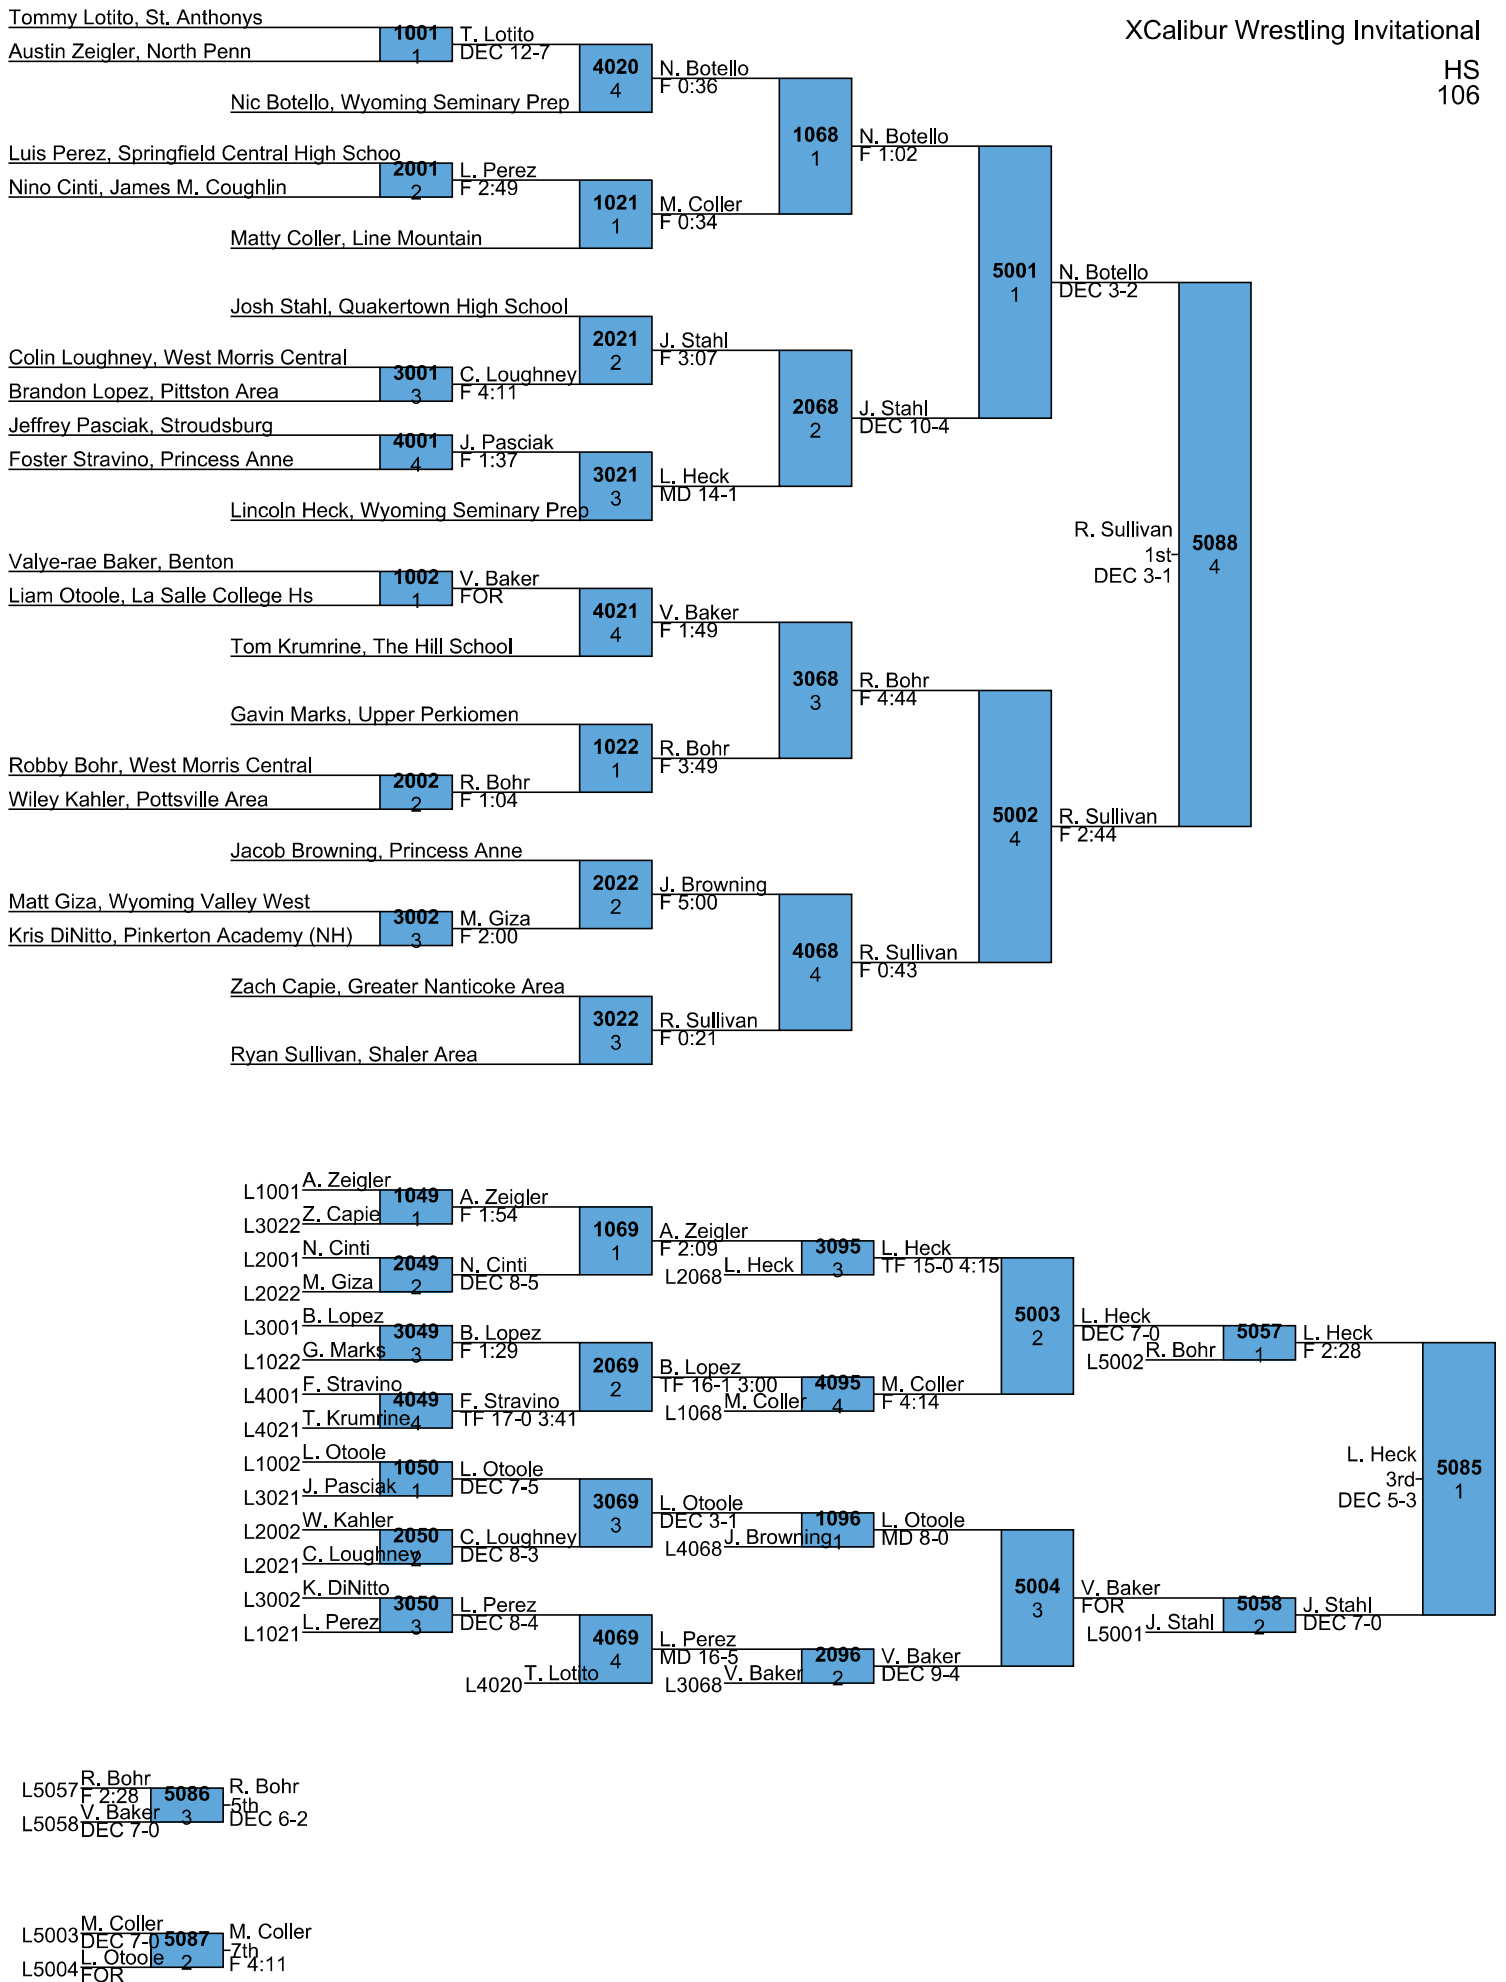 XCalibur Wrestling Invitational
HS
106
Tommy Lotito, St. Anthonys
1001
1
T. Lotito
DEC 12-7
Austin Zeigler, North Penn
4020
4
N. Botello
F 0:36
Nic Botello, Wyoming Seminary Prep
1068
1
N. Botello
F 1:02
Luis Perez, Springfield Central High Schoo
2001
2
L. Perez
F 2:49
Nino Cinti, James M. Coughlin
1021
1
M. Coller
F 0:34
Matty Coller, Line Mountain
5001
1
N. Botello
DEC 3-2
Josh Stahl, Quakertown High School
2021
2
J. Stahl
F 3:07
Colin Loughney, West Morris Central
3001
3
C. Loughney
F 4:11
Brandon Lopez, Pittston Area
2068
2
J. Stahl
DEC 10-4
Jeffrey Pasciak, Stroudsburg
4001
4
J. Pasciak
F 1:37
Foster Stravino, Princess Anne
3021
3
L. Heck
MD 14-1
Lincoln Heck, Wyoming Seminary Prep
R. Sullivan
1st
DEC 3-1
5088
4
Valye-rae Baker, Benton
1002
1
V. Baker
FOR
Liam Otoole, La Salle College Hs
4021
4
V. Baker
F 1:49
Tom Krumrine, The Hill School
3068
3
R. Bohr
F 4:44
Gavin Marks, Upper Perkiomen
1022
1
R. Bohr
F 3:49
Robby Bohr, West Morris Central
2002
2
R. Bohr
F 1:04
Wiley Kahler, Pottsville Area
5002
4
R. Sullivan
F 2:44
Jacob Browning, Princess Anne
2022
2
J. Browning
F 5:00
Matt Giza, Wyoming Valley West
3002
3
M. Giza
F 2:00
Kris DiNitto, Pinkerton Academy (NH)
4068
4
R. Sullivan
F 0:43
Zach Capie, Greater Nanticoke Area
3022
3
R. Sullivan
F 0:21
Ryan Sullivan, Shaler Area
L1001 A. Zeigler
1049
1
A. Zeigler
F 1:54
L3022 Z. Capie
1069
1
A. Zeigler
F 2:09
L2001 N. Cinti
2049
2
N. Cinti
DEC 8-5
L2022 M. Giza
L2068 L. Heck
3095
3
L. Heck
TF 15-0 4:15
L3001 B. Lopez
3049
3
B. Lopez
F 1:29
L1022 G. Marks
2069
2
B. Lopez
TF 16-1 3:00
5003
2
L. Heck
DEC 7-0
L4001 F. Stravino
4049
4
F. Stravino
TF 17-0 3:41
L4021 T. Krumrine
L1068 M. Coller
4095
4
M. Coller
F 4:14
L5002 R. Bohr
5057
1
L. Heck
F 2:28
L1002 L. Otoole
1050
1
L. Otoole
DEC 7-5
L3021 J. Pasciak
3069
3
L. Otoole
DEC 3-1
L2002 W. Kahler
2050
2
C. Loughney
DEC 8-3
L2021 C. Loughney
L4068 J. Browning
1096
1
L. Otoole
MD 8-0
L. Heck
3rd
DEC 5-3
5085
1
L3002 K. DiNitto
3050
3
L. Perez
DEC 8-4
L1021 L. Perez
4069
4
L. Perez
MD 16-5
L4020 T. Lotito
L3068 V. Baker
2096
2
V. Baker
DEC 9-4
5004
3
V. Baker
FOR
L5001 J. Stahl
5058
2
J. Stahl
DEC 7-0
L5057 R. Bohr
F 2:28
5086
3
R. Bohr
5th
DEC 6-2
L5058 V. Baker
DEC 7-0
L5003 M. Coller
DEC 7-0
5087
2
M. Coller
7th
F 4:11
L5004 L. Otoole
FOR